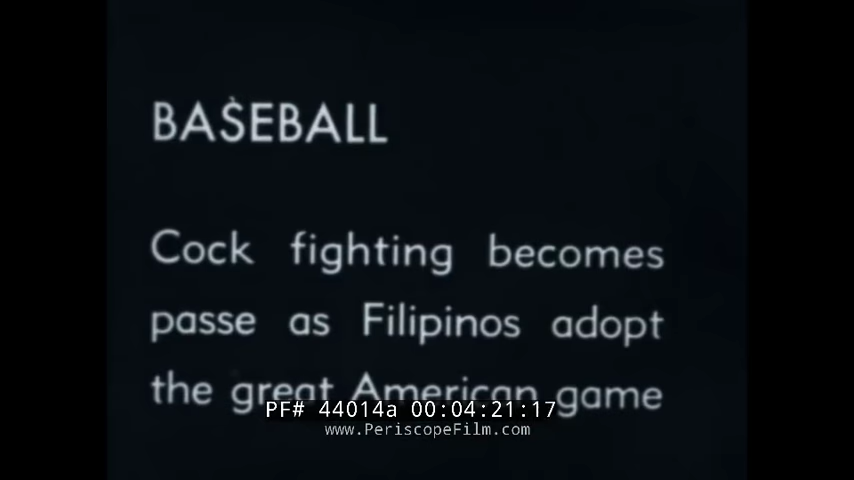 BASEBALL
Cock fighting becomes
passe as Filipinos adopt
the great American game
PF# 44014a 00:04:21:17
www.PeriscopeFilm.com